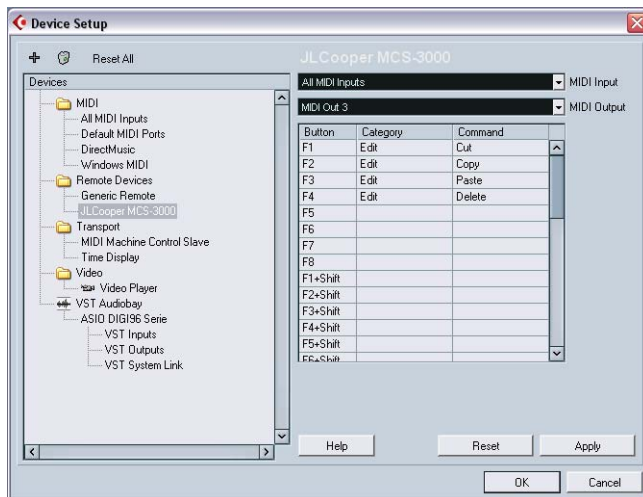 Device Setup
Reset All
JLCooper MCS-3000
Devices
MIDI
All MIDI Inputs
Default MIDI Ports
DirectMusic
Windows MIDI
Remote Devices
Generic Remote
JLCooper MCS-3000
Transport
MIDI Machine Control Slave
Time Display
Video
Video Player
VST Audiobay
ASIO DIGI96 Serie
VST Inputs
VST Outputs
VST System Link
All MIDI Inputs MIDI Input
MIDI Out 3 MIDI Output
Button Category Command
F1 Edit Cut
F2 Edit Copy
F3 Edit Paste
F4 Edit Delete
F5
F6
F7
F8
F1+Shift
F2+Shift
F3+Shift
F4+Shift
F5+Shift
F6+Shift
Help Reset Apply
OK Cancel